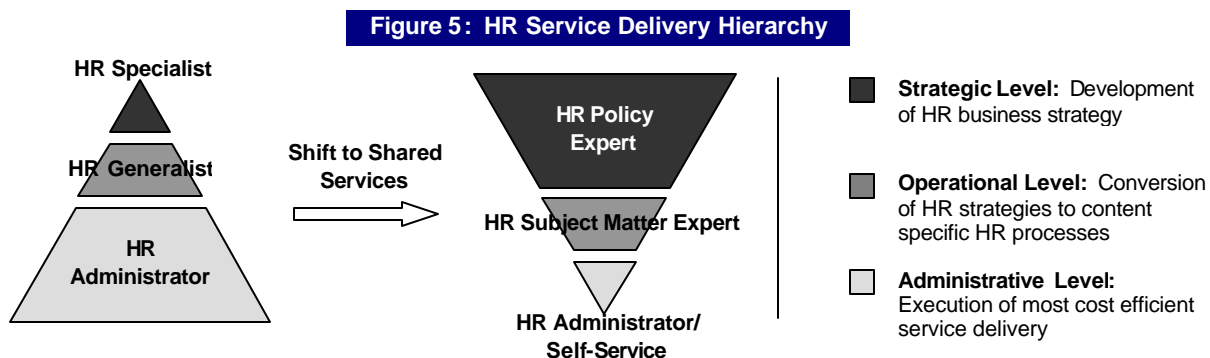 Figure 5: HR Service Delivery Hierarchy
HR Specialist
HR Generalist
HR
Administrator
Shift to Shared
Services
HR Policy
Expert
HR Subject Matter Expert
HR Administrator/
Self-Service
Strategic Level: Development
of HR business strategy
Operational Level: Conversion
of HR strategies to content
specific HR processes
Administrative Level:
Execution of most cost efficient
service delivery